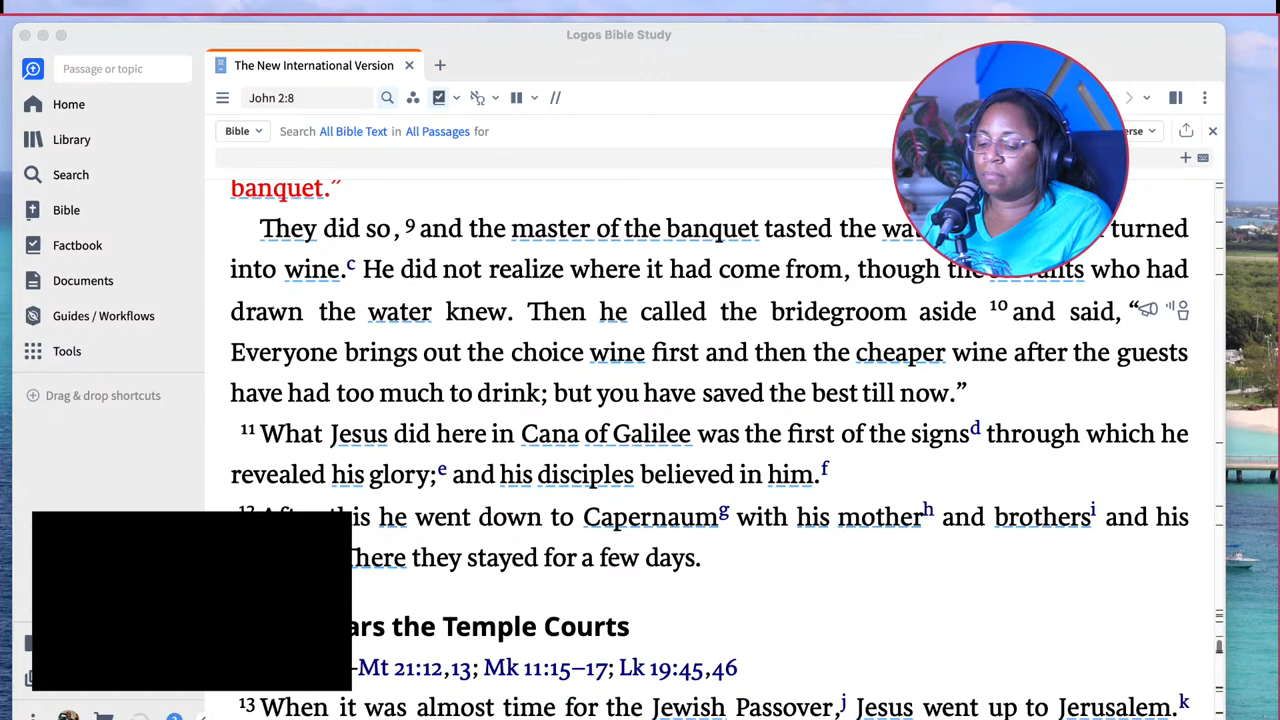 Logos Bible Study
Passage or topic
The New International Version
Home
Library
Search
Bible
Factbook
Documents
Guides / Workflows
Tools
Drag & drop shortcuts
John 2:8
Bible
Search All Bible Text in All Passages for
banquet.”
They did so, 9 and the master of the banquet tasted the turned
into wine.c He did not realize where it had come from, though who had
drawn the water knew. Then he called the bridegroom aside 10 and said, “
Everyone brings out the choice wine first and then the cheaper wine after the guests
have had too much to drink; but you have saved the best till now.”
11 What Jesus did here in Cana of Galilee was the first of the signsd through which he
revealed his glory;e and his disciples believed in him.f
he went down to Capernaumg with his motherh and brothersi and his
There they stayed for a few days.
the Temple Courts
Mt 21:12,13; Mk 11:15–17; Lk 19:45,46
13 When it was almost time for the Jewish Passover,j Jesus went up to Jerusalem.k